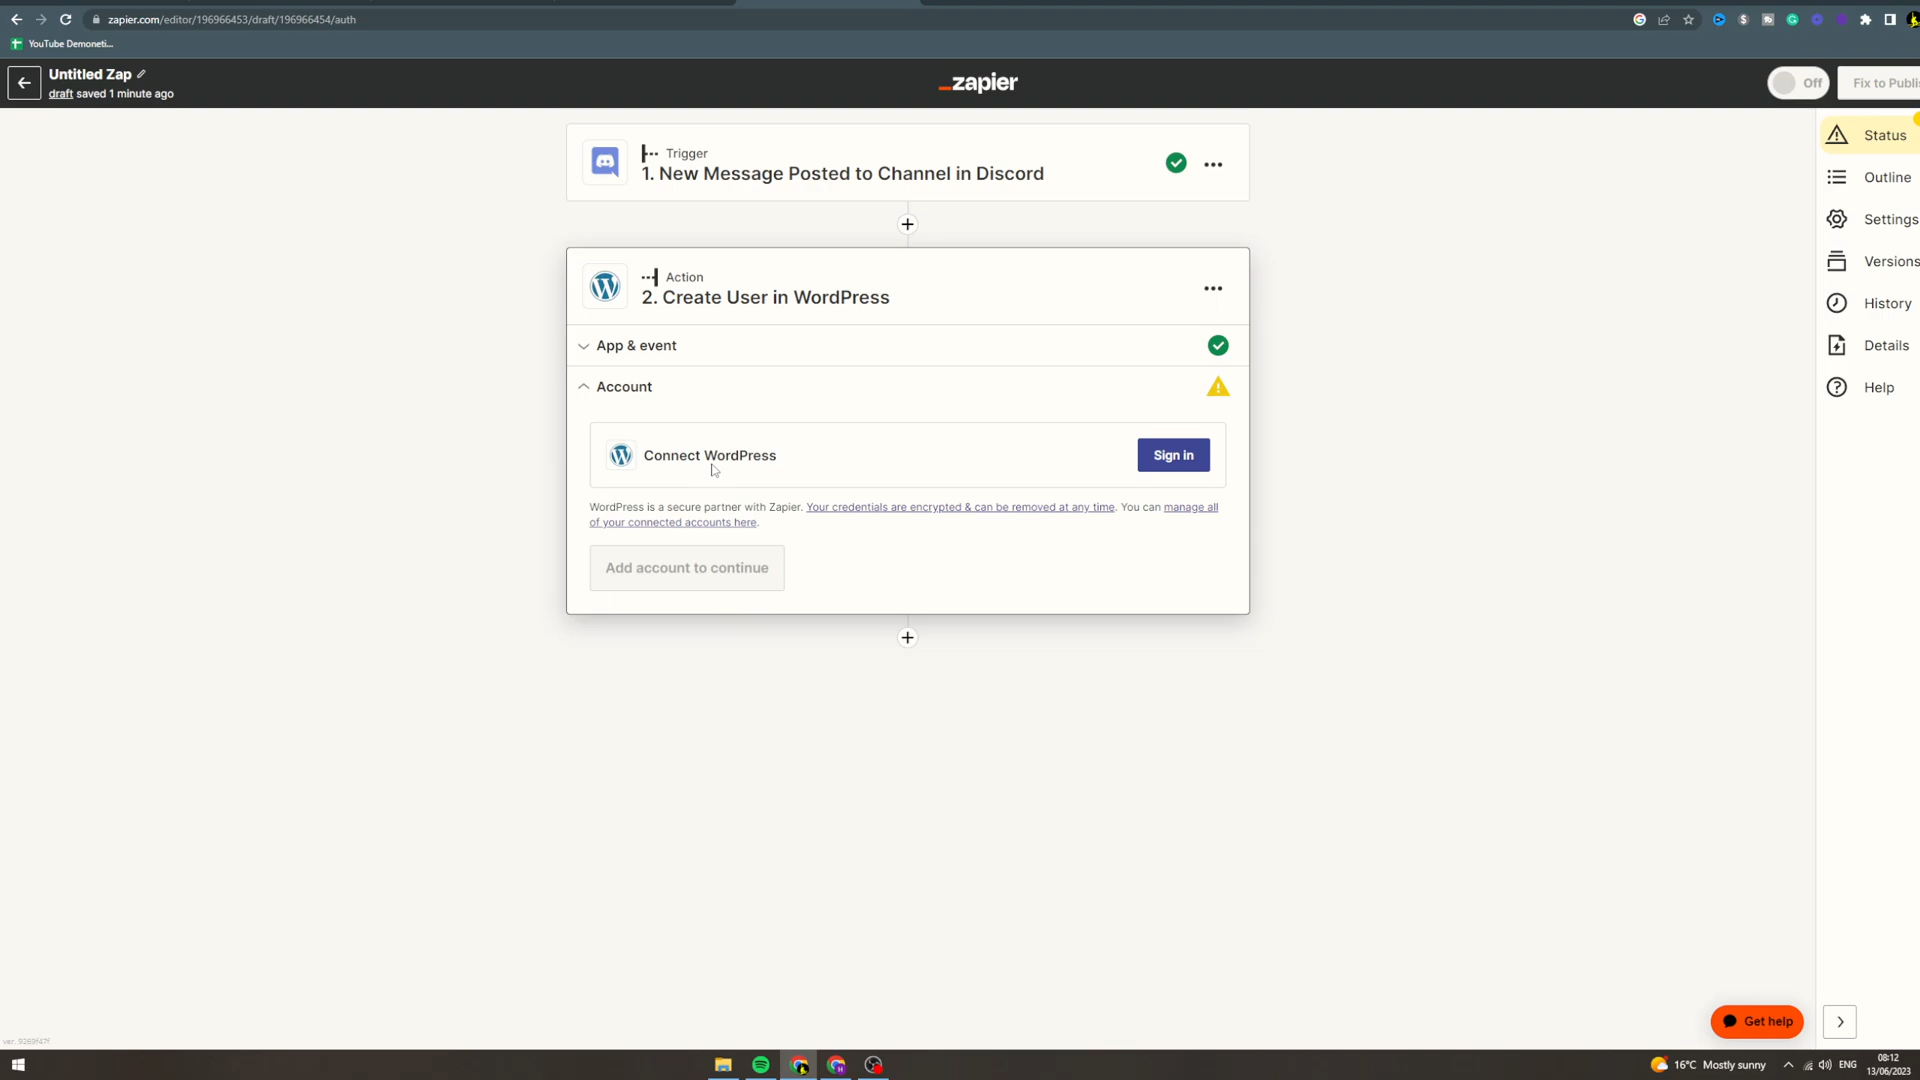 zapier.com/editor/196966453/draft/196966454/auth
YouTube Demoneti...
Untitled Zap
draft saved 1 minute ago
zapier
Off
Fix to Publi
Trigger
1. New Message Posted to Channel in Discord
Action
2. Create User in WordPress
App & event
Account
Connect WordPress
Sign in
WordPress is a secure partner with Zapier. Your credentials are encrypted & can be removed at any time. You can manage all
of your connected accounts here.
Add account to continue
Status
Outline
Settings
Versions
History
Details
Help
Get help
ver. 9269f47f
16°C Mostly sunny
ENG
08:12
13/06/2023